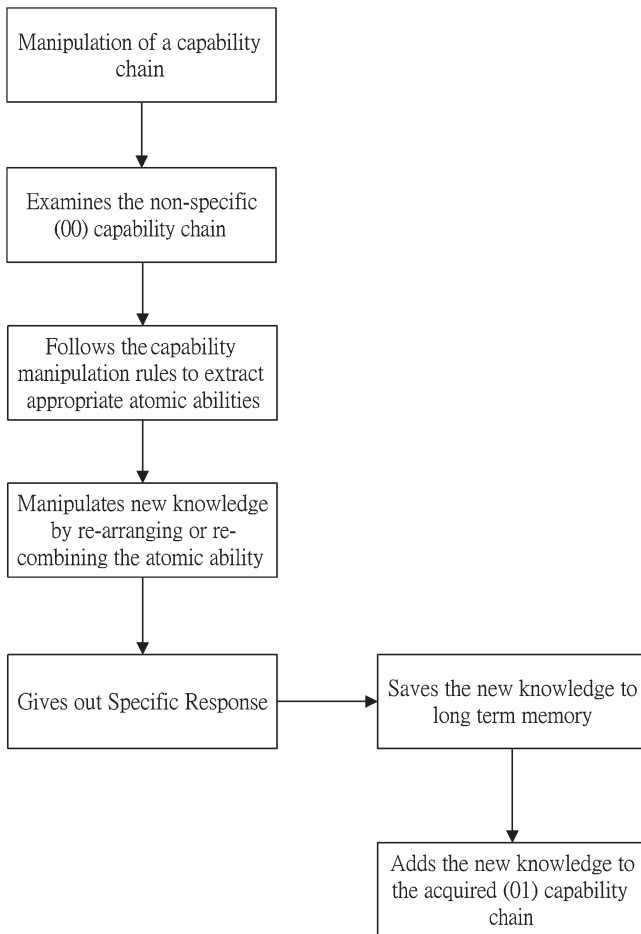 Manipulation of a capability
chain
Examines the non-specific
(00) capability chain
Follows the capability
manipulation rules to extract
appropriate atomic abilities
Manipulates new knowledge
by re-arranging or re-
combining the atomic ability
Gives out Specific Response
Saves the new knowledge to
long term memory
Adds the new knowledge to
the acquired (01) capability
chain